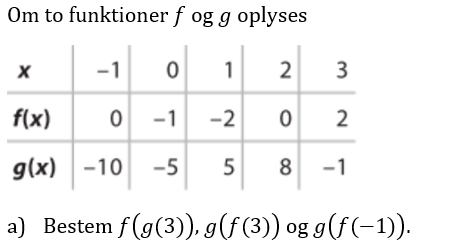 Om to funktioner f og g oplyses
x −1 0 1 2 3
f(x) 0 −1 −2 0 2
g(x) −10 −5 5 8 −1
a) Bestem f(g(3)), g(f(3)) og g(f(−1)).